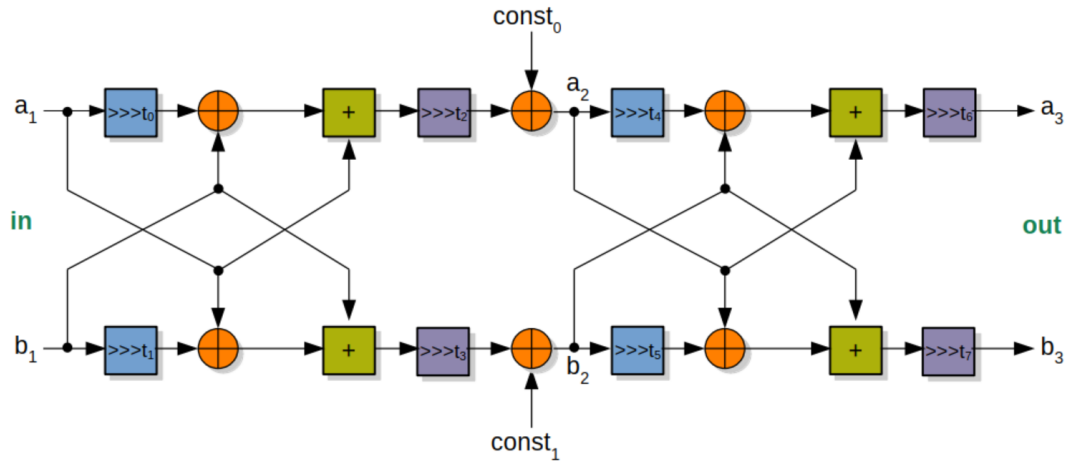 const₀
a₁ >>>t₀ + >>>t₂ a₂ >>>t₄ + >>>t₆ a₃
in out
b₁ >>>t₁ + >>>t₃ b₂ >>>t₅ + >>>t₇ b₃
const₁